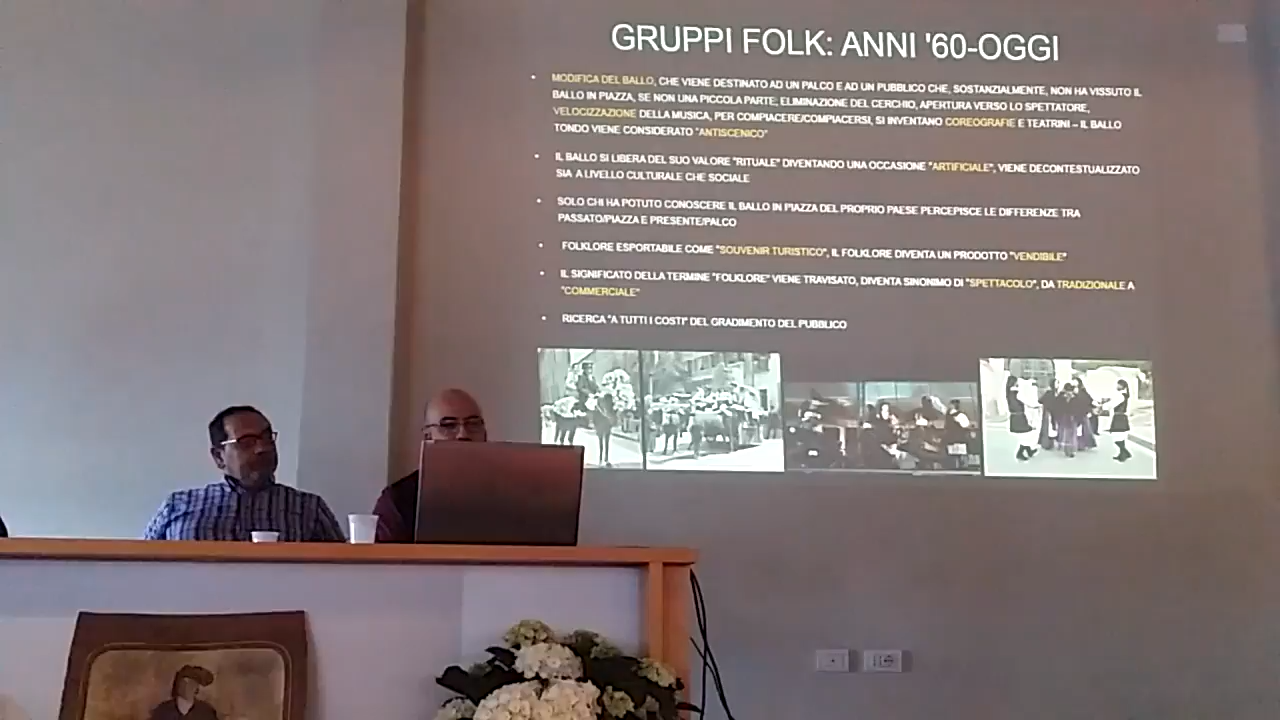 GRUPPI FOLK: ANNI '60-OGGI
• MODIFICA DEL BALLO, CHE VIENE DESTINATO AD UN PALCO E AD UN PUBBLICO CHE, SOSTANZIALMENTE, NON HA VISSUTO IL
BALLO IN PIAZZA, SE NON UNA PICCOLA PARTE; ELIMINAZIONE DEL CERCHIO, APERTURA VERSO LO SPETTATORE,
VELOCIZZAZIONE DELLA MUSICA, PER COMPIACERE/COMPIACERSI, SI INVENTANO COREOGRAFIE E TEATRINI – IL BALLO
TONDO VIENE CONSIDERATO "ANTISCENICO"
• IL BALLO SI LIBERA DEL SUO VALORE "RITUALE" DIVENTANDO UNA OCCASIONE "ARTIFICIALE", VIENE DECONTESTUALIZZATO
SIA A LIVELLO CULTURALE CHE SOCIALE
• SOLO CHI HA POTUTO CONOSCERE IL BALLO IN PIAZZA DEL PROPRIO PAESE PERCEPISCE LE DIFFERENZE TRA
PASSATO/PIAZZA E PRESENTE/PALCO
• FOLKLORE ESPORTABILE COME "SOUVENIR TURISTICO", IL FOLKLORE DIVENTA UN PRODOTTO "VENDIBILE"
• IL SIGNIFICATO DELLA TERMINE "FOLKLORE" VIENE TRAVISATO, DIVENTA SINONIMO DI "SPETTACOLO", DA TRADIZIONALE A
"COMMERCIALE"
• RICERCA "A TUTTI I COSTI" DEL GRADIMENTO DEL PUBBLICO